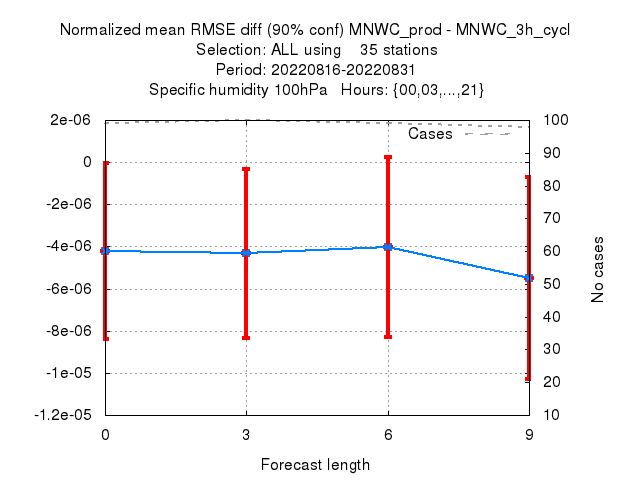 Normalized mean RMSE diff (90% conf) MNWC_prod - MNWC_3h_cycl
Selection: ALL using    35 stations
Period: 20220816-20220831
Specific humidity 100hPa   Hours: {00,03,...,21}
2e-06
0
-2e-06
-4e-06
-6e-06
-8e-06
-1e-05
-1.2e-05
Cases
100
90
80
70
60
50
40
30
20
10
No cases
0 3 6 9
Forecast length